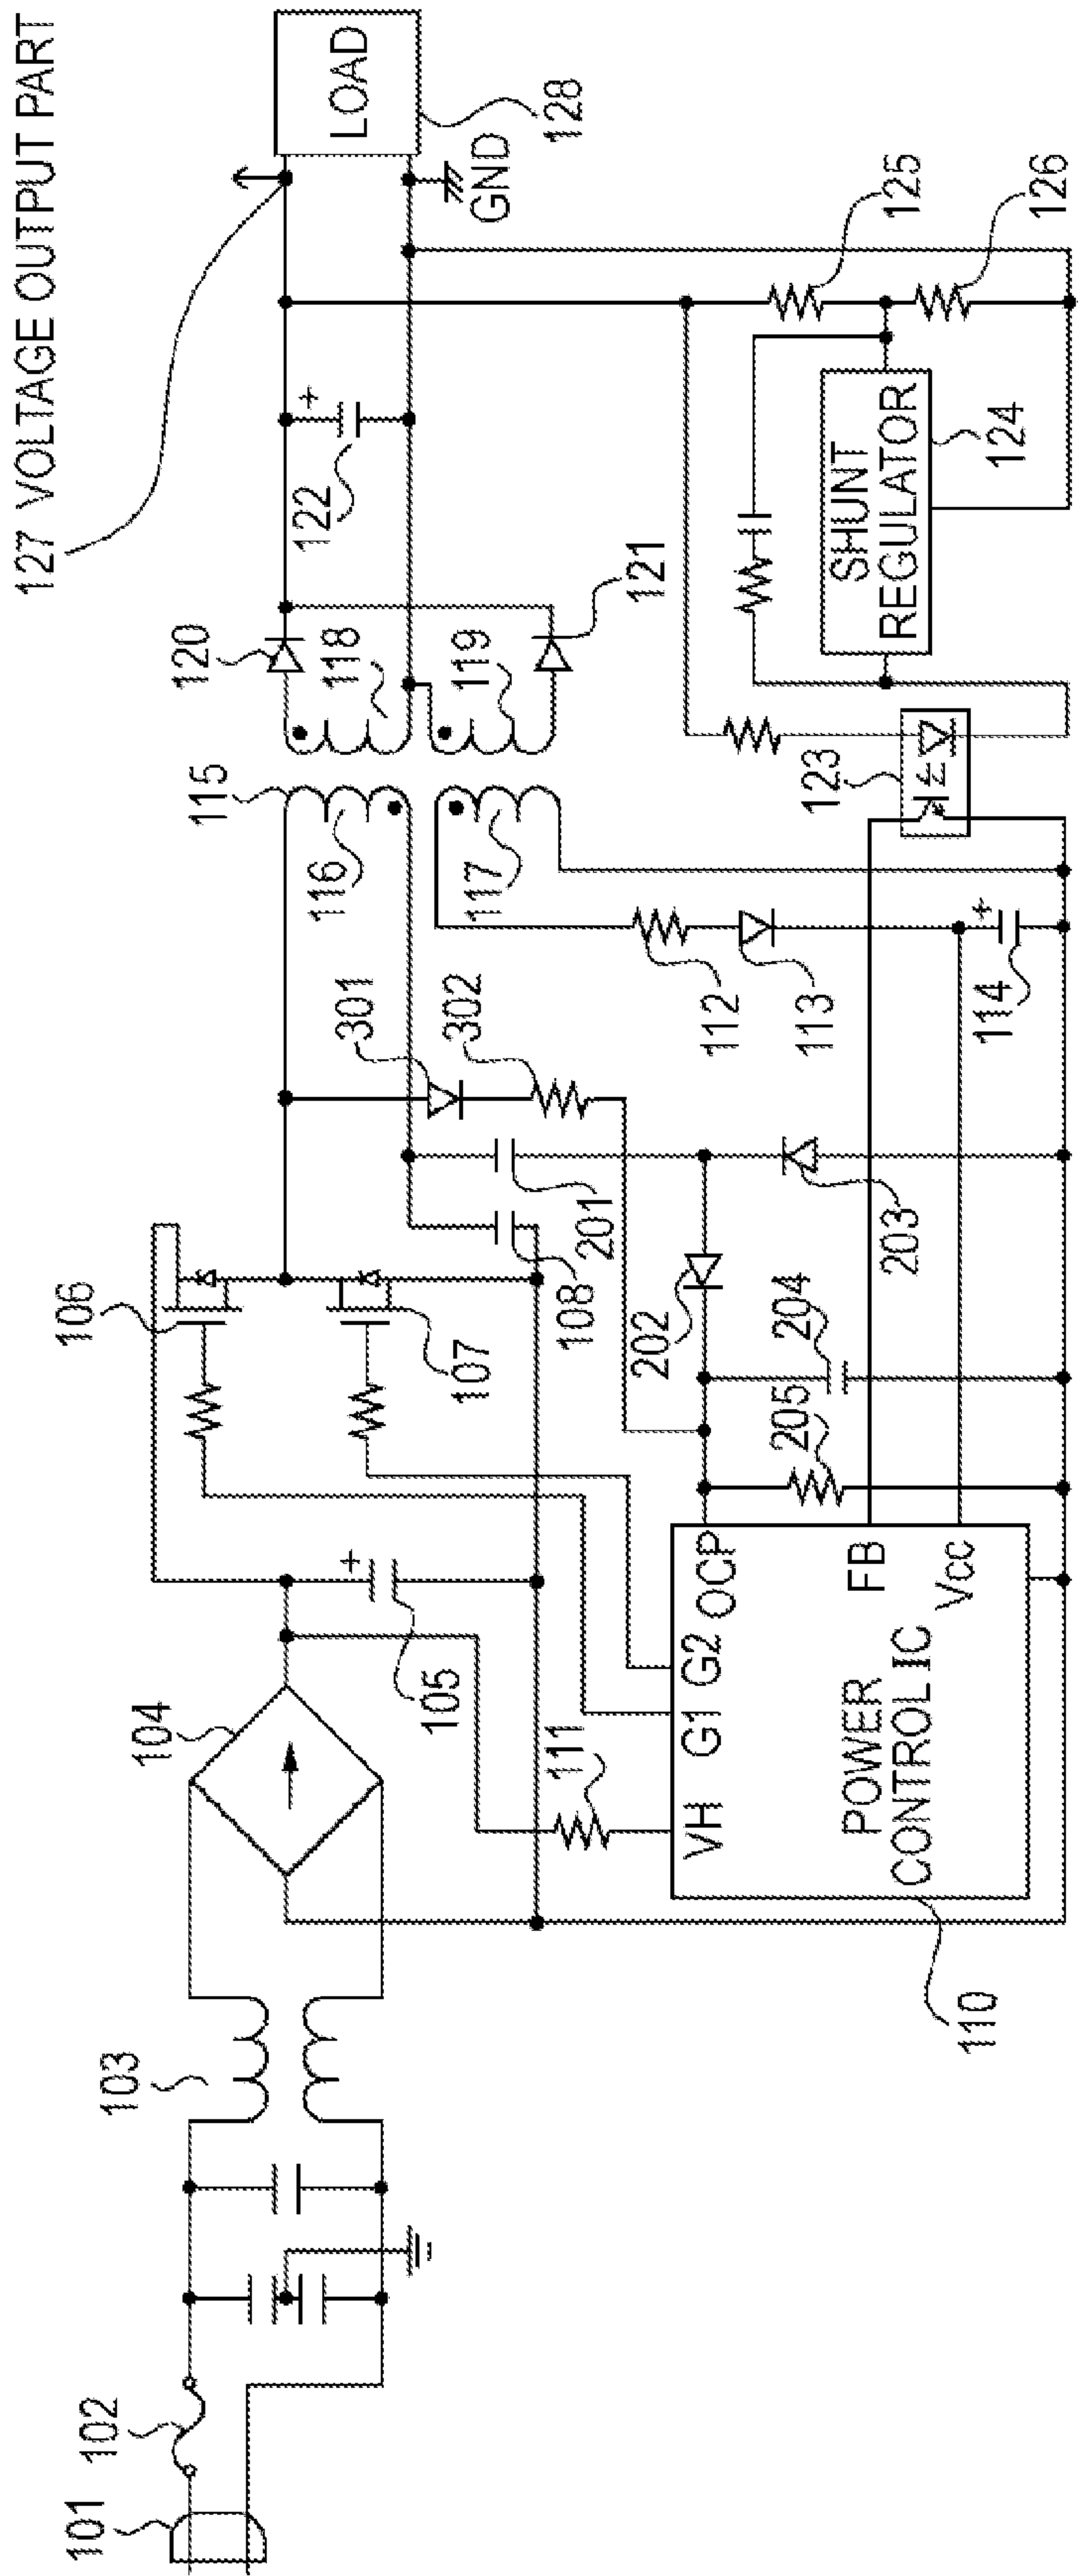 127 VOLTAGE OUTPUT PART
101
102
103
104
105
106
107
108
110
111
VH
G1
G2
OCP
FB
Vcc
POWER
CONTROL IC
201
202
203
204
205
301
302
112
113
114
115
116
117
118
119
120
121
122
123
SHUNT
REGULATOR
124
125
126
GND
LOAD
128